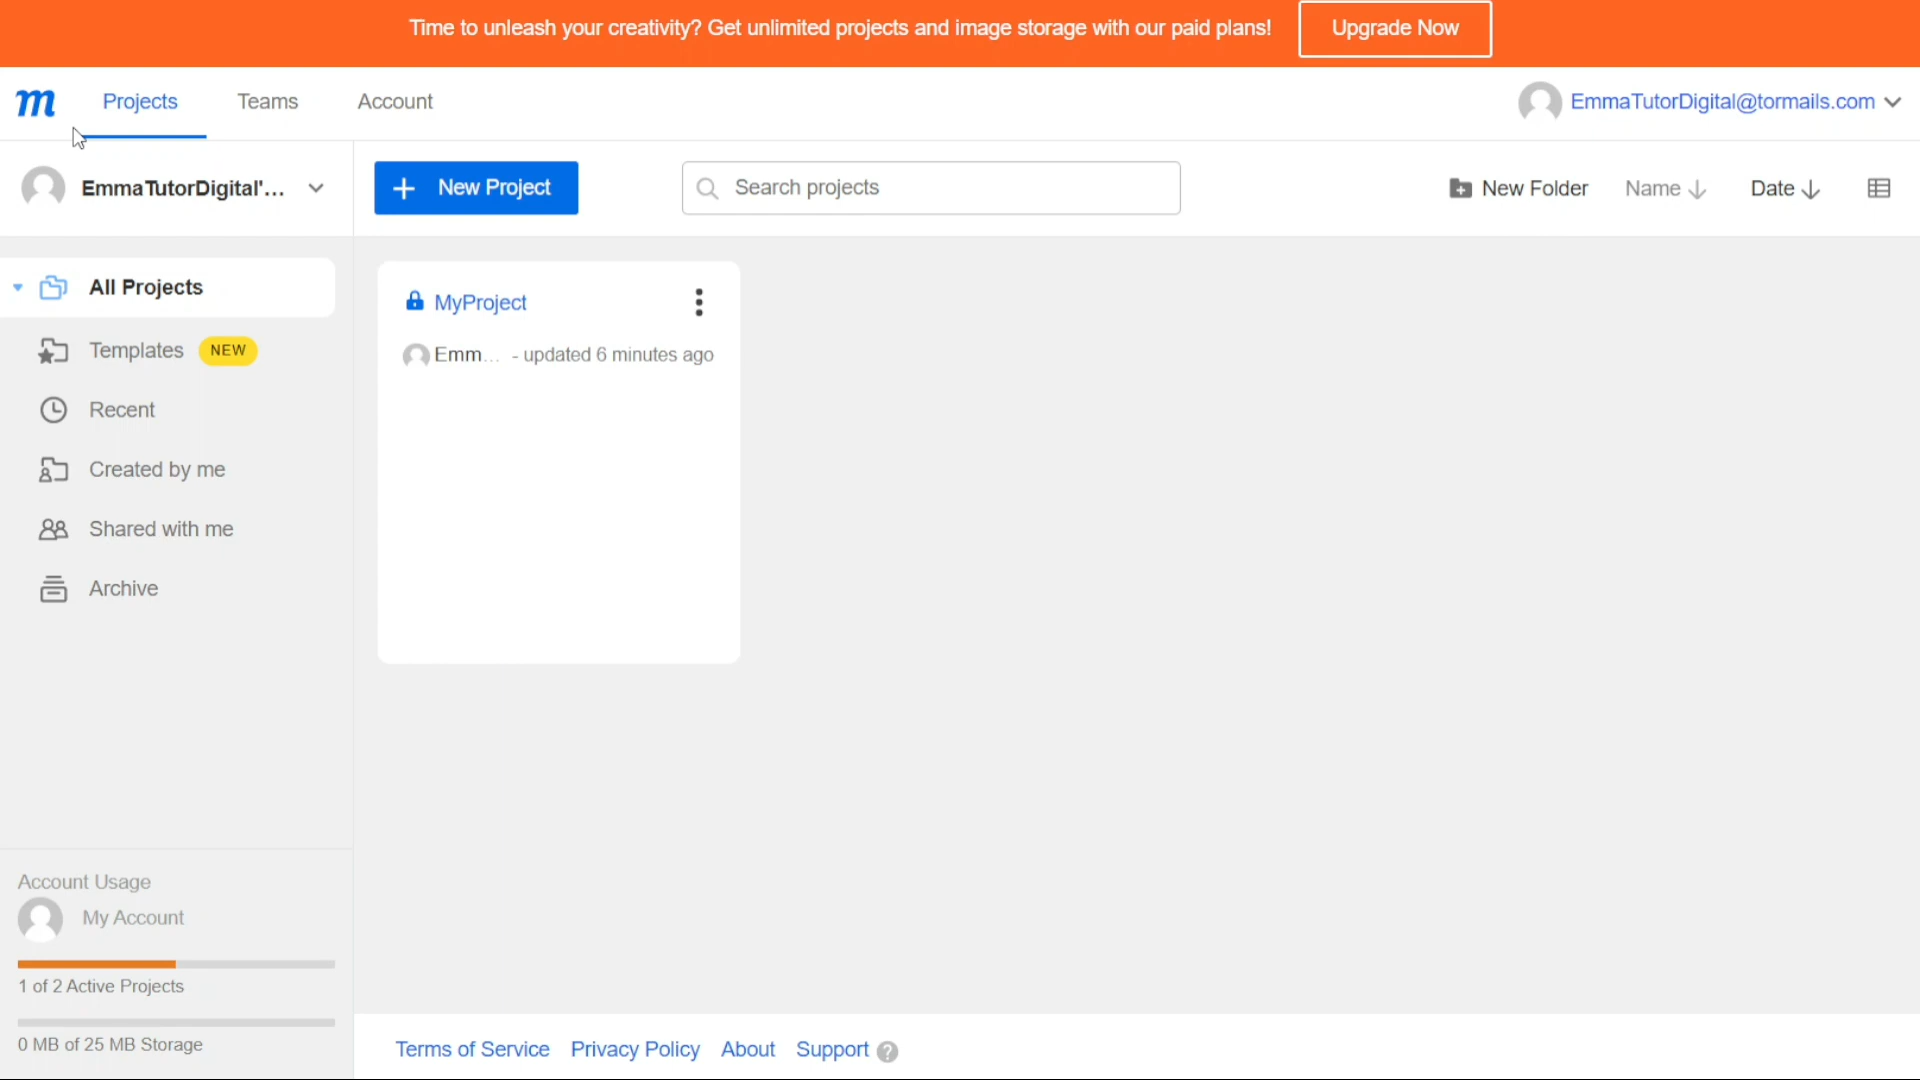 Time to unleash your creativity? Get unlimited projects and image storage with our paid plans!
Upgrade Now
m
Projects
Teams
Account
EmmaTutorDigital@tormails.com
EmmaTutorDigital'...
New Project
Search projects
New Folder
Name
Date
All Projects
Templates NEW
Recent
Created by me
Shared with me
Archive
MyProject
Emm... - updated 6 minutes ago
Account Usage
My Account
1 of 2 Active Projects
0 MB of 25 MB Storage
Terms of Service Privacy Policy About Support ?